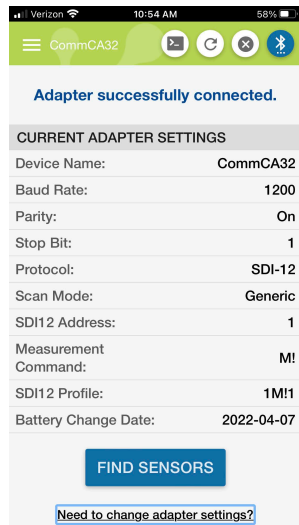 Verizon 10:54 AM 58%
CommCA32
Adapter successfully connected.
CURRENT ADAPTER SETTINGS
Device Name: CommCA32
Baud Rate: 1200
Parity: On
Stop Bit: 1
Protocol: SDI-12
Scan Mode: Generic
SDI12 Address: 1
Measurement
Command: M!
SDI12 Profile: 1M!1
Battery Change Date: 2022-04-07
FIND SENSORS
Need to change adapter settings?